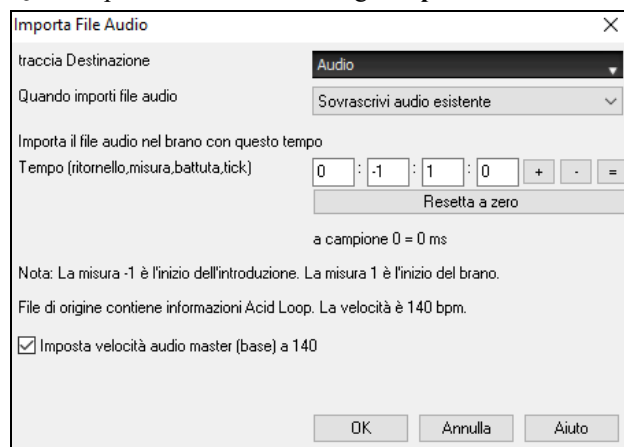 Importa File Audio
traccia Destinazione Audio
Quando importi file audio Sovrascrivi audio esistente
Importa il file audio nel brano con questo tempo
Tempo (ritornello,misura,battuta,tick) 0 : -1 : 1 : 0 + - =
Resetta a zero
a campione 0 = 0 ms
Nota: La misura -1 è l'inizio dell'introduzione. La misura 1 è l'inizio del brano.
File di origine contiene informazioni Acid Loop. La velocità è 140 bpm.
Imposta velocità audio master (base) a 140
OK Annulla Aiuto